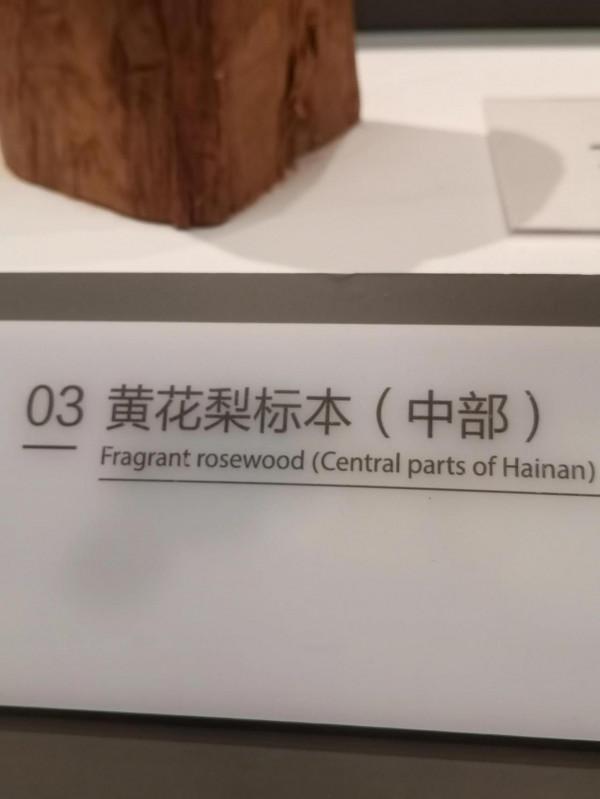 03 黄花梨标本（中部）
Fragrant rosewood (Central parts of Hainan)